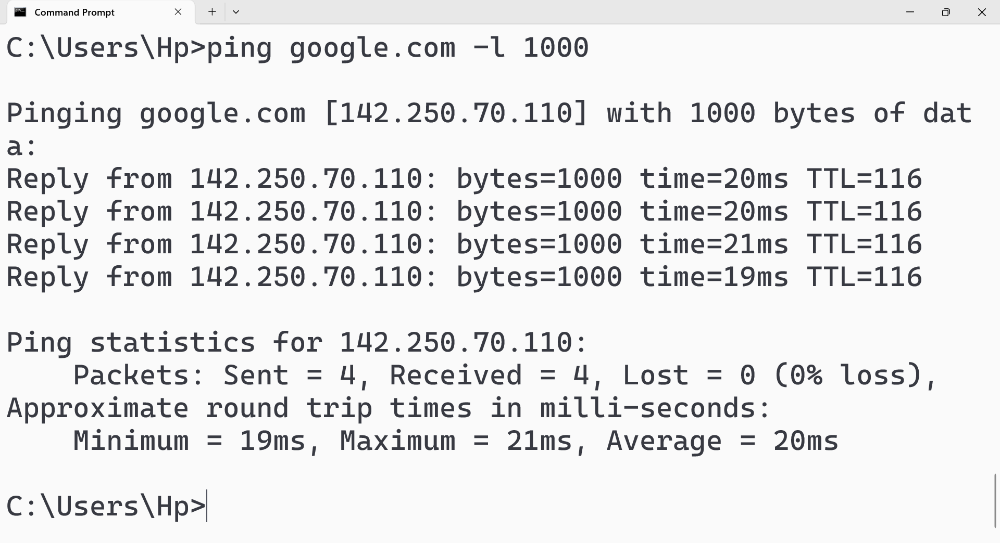 Command Prompt
C:\Users\Hp>ping google.com -l 1000
Pinging google.com [142.250.70.110] with 1000 bytes of dat
a:
Reply from 142.250.70.110: bytes=1000 time=20ms TTL=116
Reply from 142.250.70.110: bytes=1000 time=20ms TTL=116
Reply from 142.250.70.110: bytes=1000 time=21ms TTL=116
Reply from 142.250.70.110: bytes=1000 time=19ms TTL=116
Ping statistics for 142.250.70.110:
    Packets: Sent = 4, Received = 4, Lost = 0 (0% loss),
Approximate round trip times in milli-seconds:
    Minimum = 19ms, Maximum = 21ms, Average = 20ms
C:\Users\Hp>